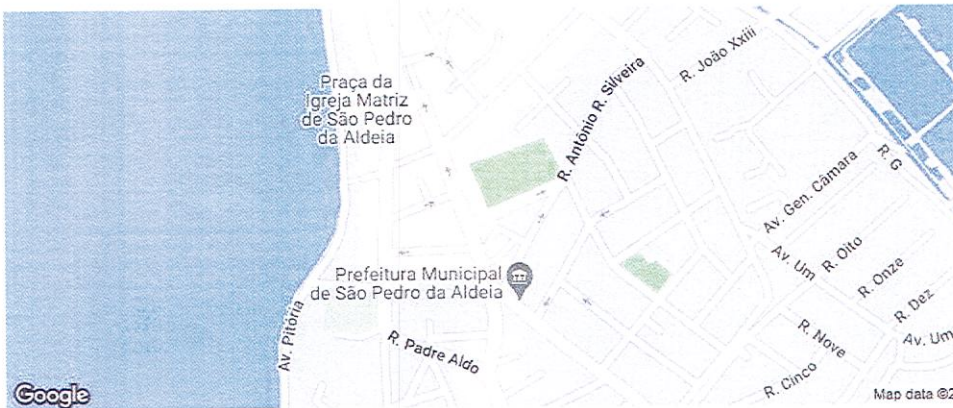 R. João Xxiii
R. Antônio R. Silveira
Praça da
Igreja Matriz
de São Pedro
da Aldeia
R. G
Av. Gen. Câmara
Av. Um
R. Oito
R. Onze
R. Dez
Av. Um
Prefeitura Municipal
de São Pedro da Aldeia
Av. Pitória
R. Padre Aldo
R. Nove
R. Cinco
Google
Map data ©2